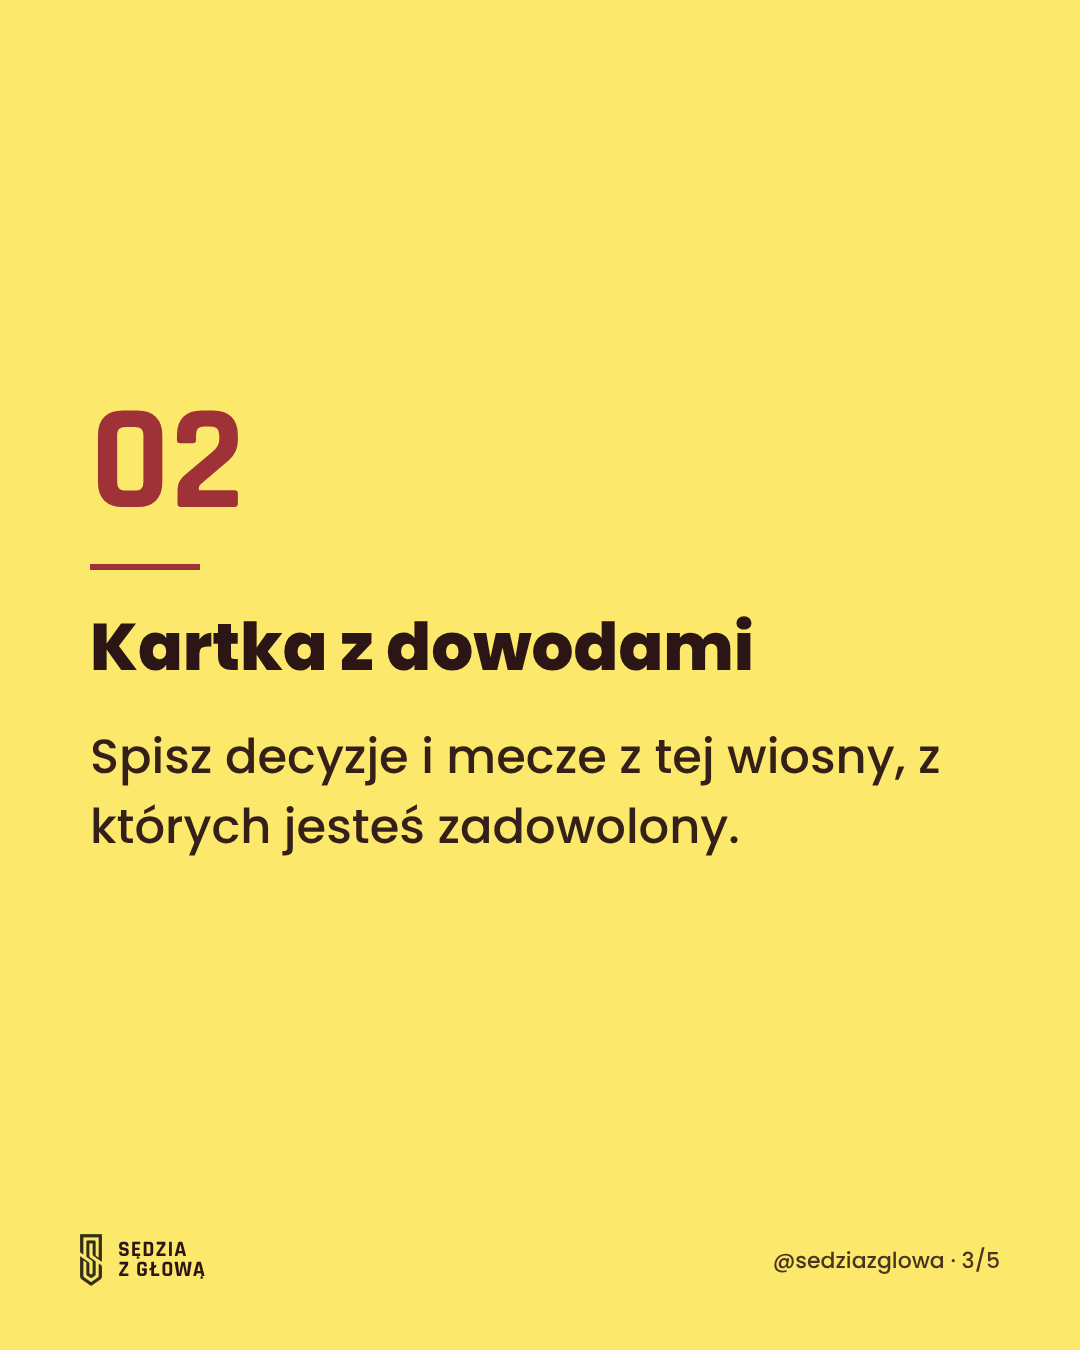 02
Kartka z dowodami
Spisz decyzje i mecze z tej wiosny, z
których jesteś zadowolony.
SĘDZIA
Z GŁOWĄ
@sedziazglowa · 3/5